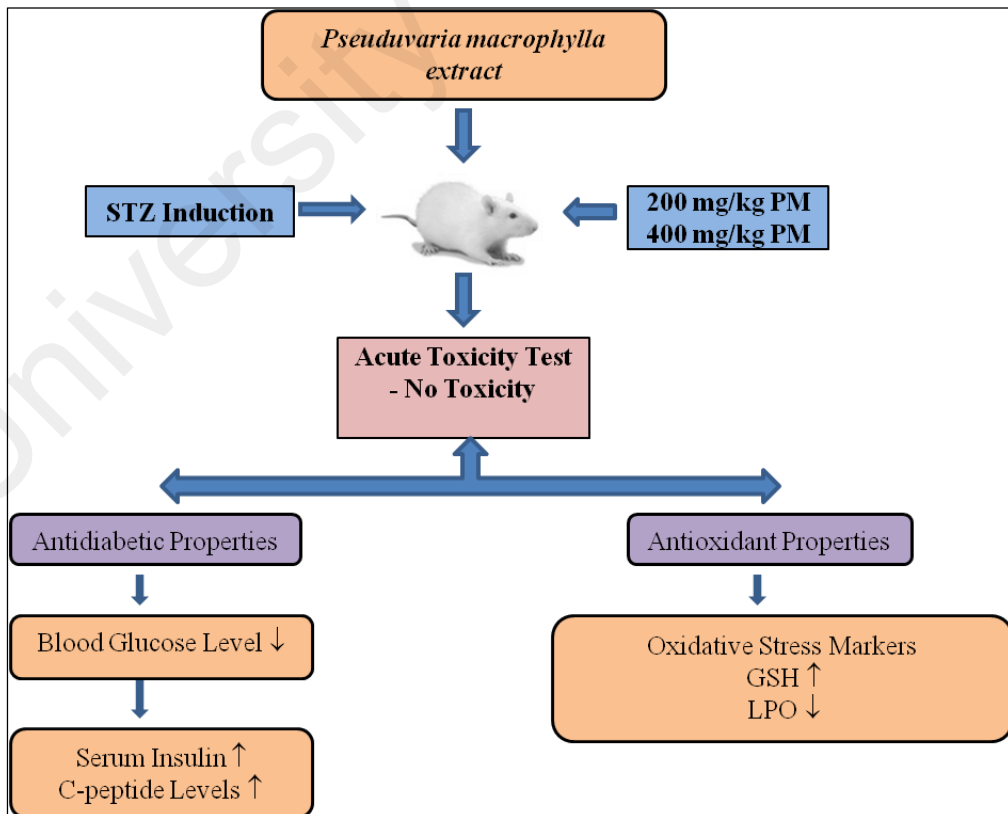 Pseuduvaria macrophylla
extract
STZ Induction
200 mg/kg PM
400 mg/kg PM
Acute Toxicity Test
- No Toxicity
Antidiabetic Properties
Antioxidant Properties
Blood Glucose Level ↓
Oxidative Stress Markers
GSH ↑
LPO ↓
Serum Insulin ↑
C-peptide Levels ↑
University